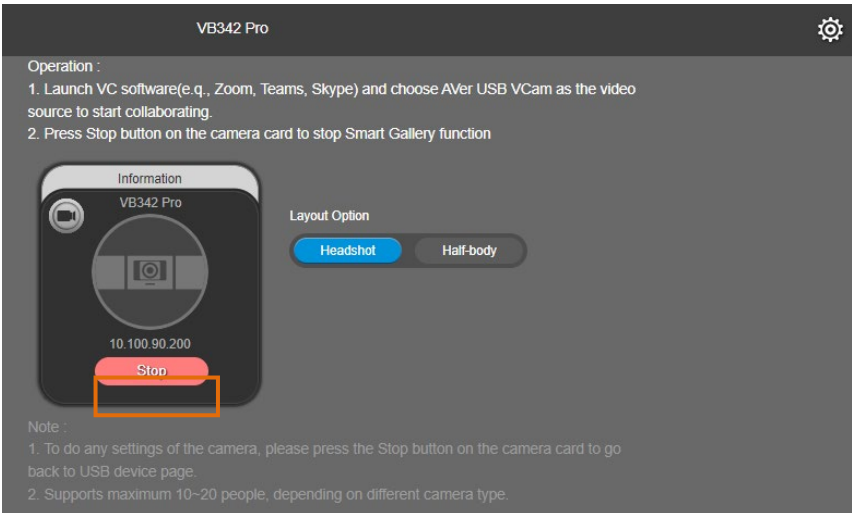 VB342 Pro
Operation :
1. Launch VC software(e.q., Zoom, Teams, Skype) and choose AVer USB VCam as the video
source to start collaborating.
2. Press Stop button on the camera card to stop Smart Gallery function
Information
VB342 Pro
Layout Option
Headshot Half-body
10.100.90.200
Stop
Note :
1. To do any settings of the camera, please press the Stop button on the camera card to go
back to USB device page.
2. Supports maximum 10~20 people, depending on different camera type.